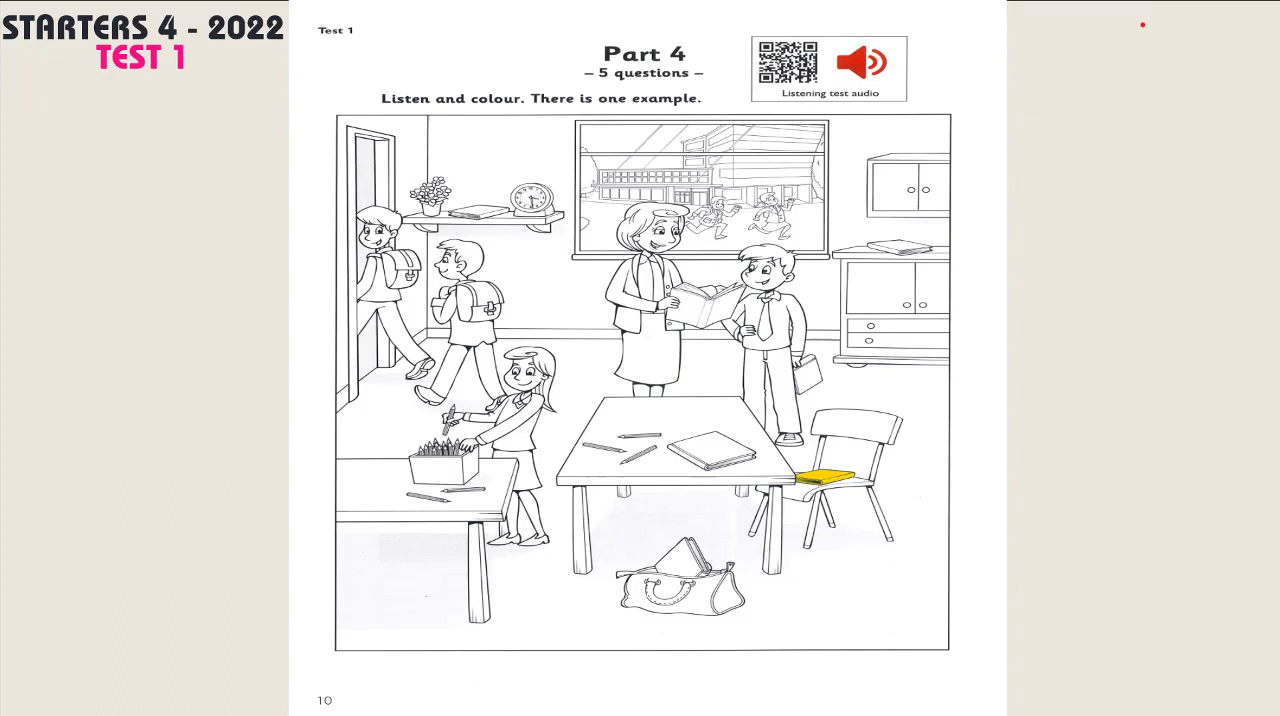 STARTERS 4 - 2022
TEST 1
Test 1
Part 4
– 5 questions –
Listen and colour. There is one example.
Listening test audio
10